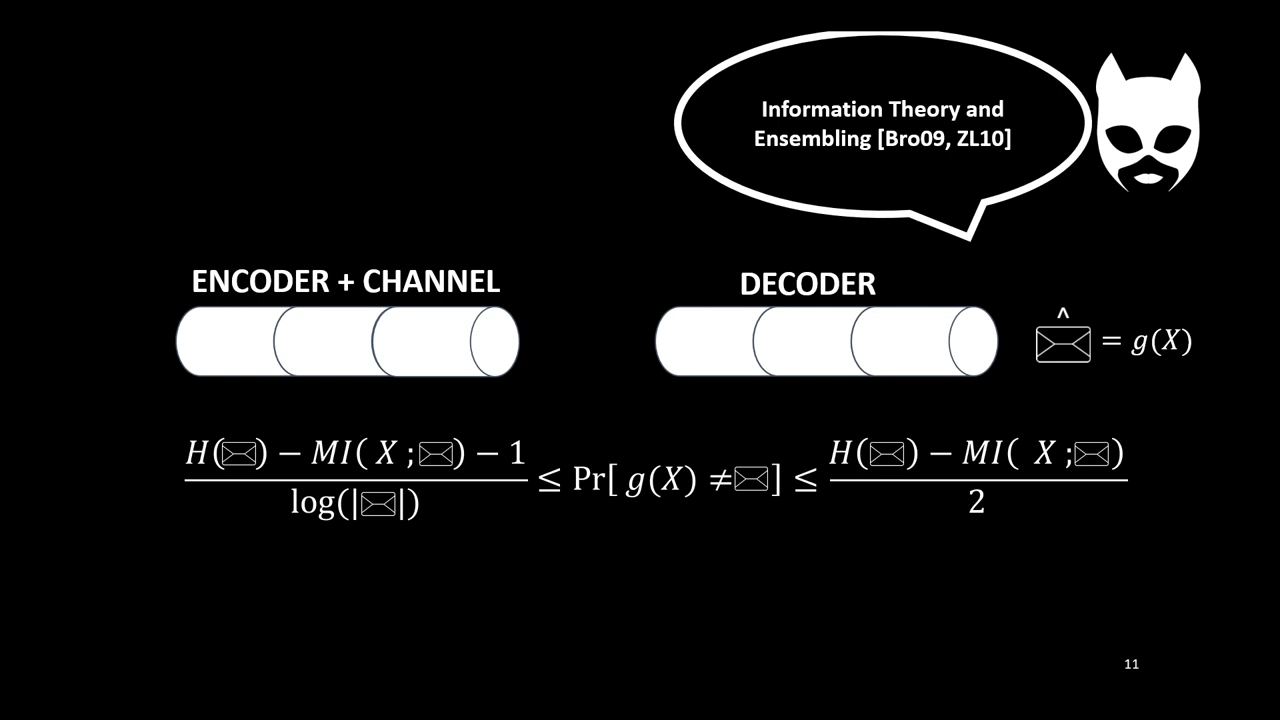 Information Theory and
Ensembling [Bro09, ZL10]
ENCODER + CHANNEL
DECODER
✉̂ = g(X)
(H(✉) − MI( X ;✉) − 1) / log(|✉|) ≤ Pr[ g(X) ≠✉] ≤ (H(✉) − MI( X ;✉)) / 2
11